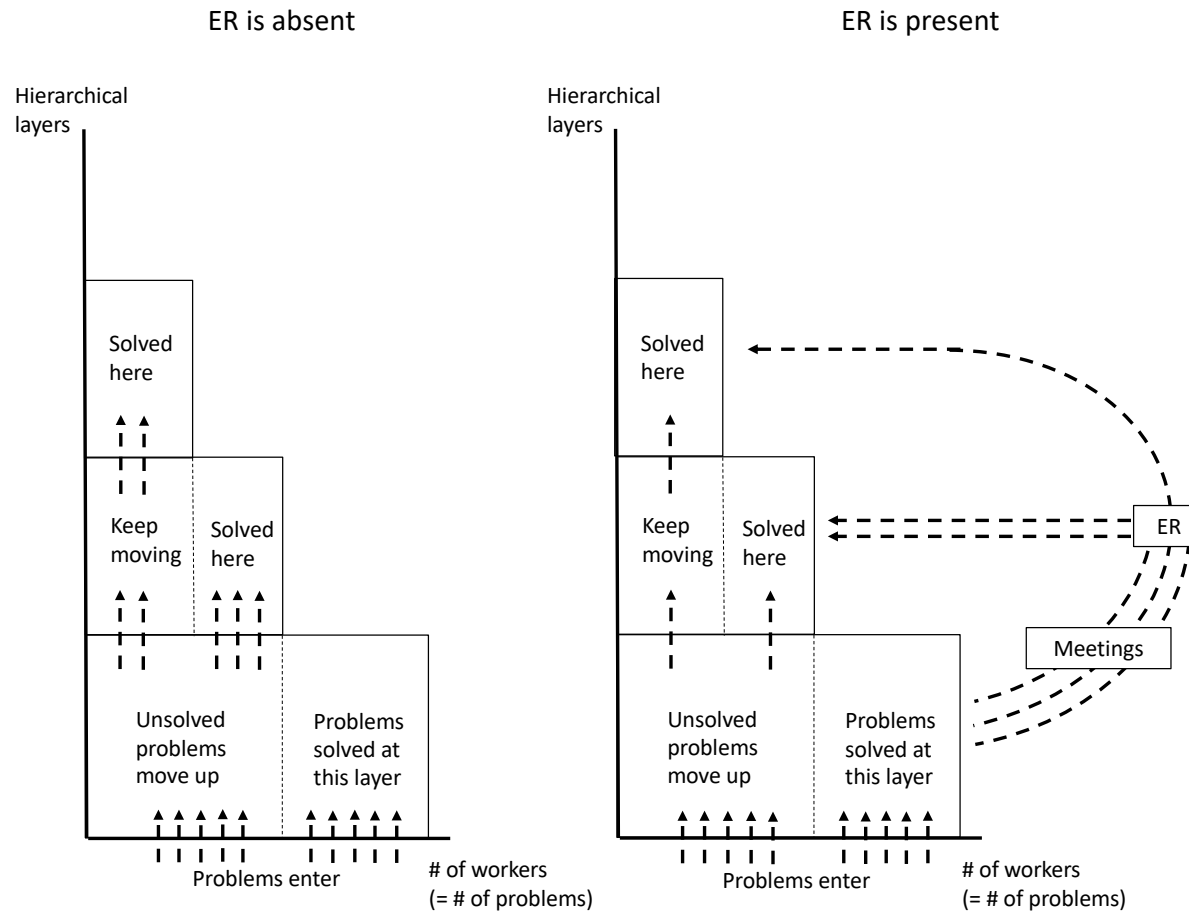 ER is absent
Hierarchical
layers
Solved
here
Keep
moving
Solved
here
Unsolved
problems
move up
Problems
solved at
this layer
Problems enter
# of workers
(= # of problems)
ER is present
Hierarchical
layers
Solved
here
Keep
moving
Solved
here
ER
Meetings
Unsolved
problems
move up
Problems
solved at
this layer
Problems enter
# of workers
(= # of problems)